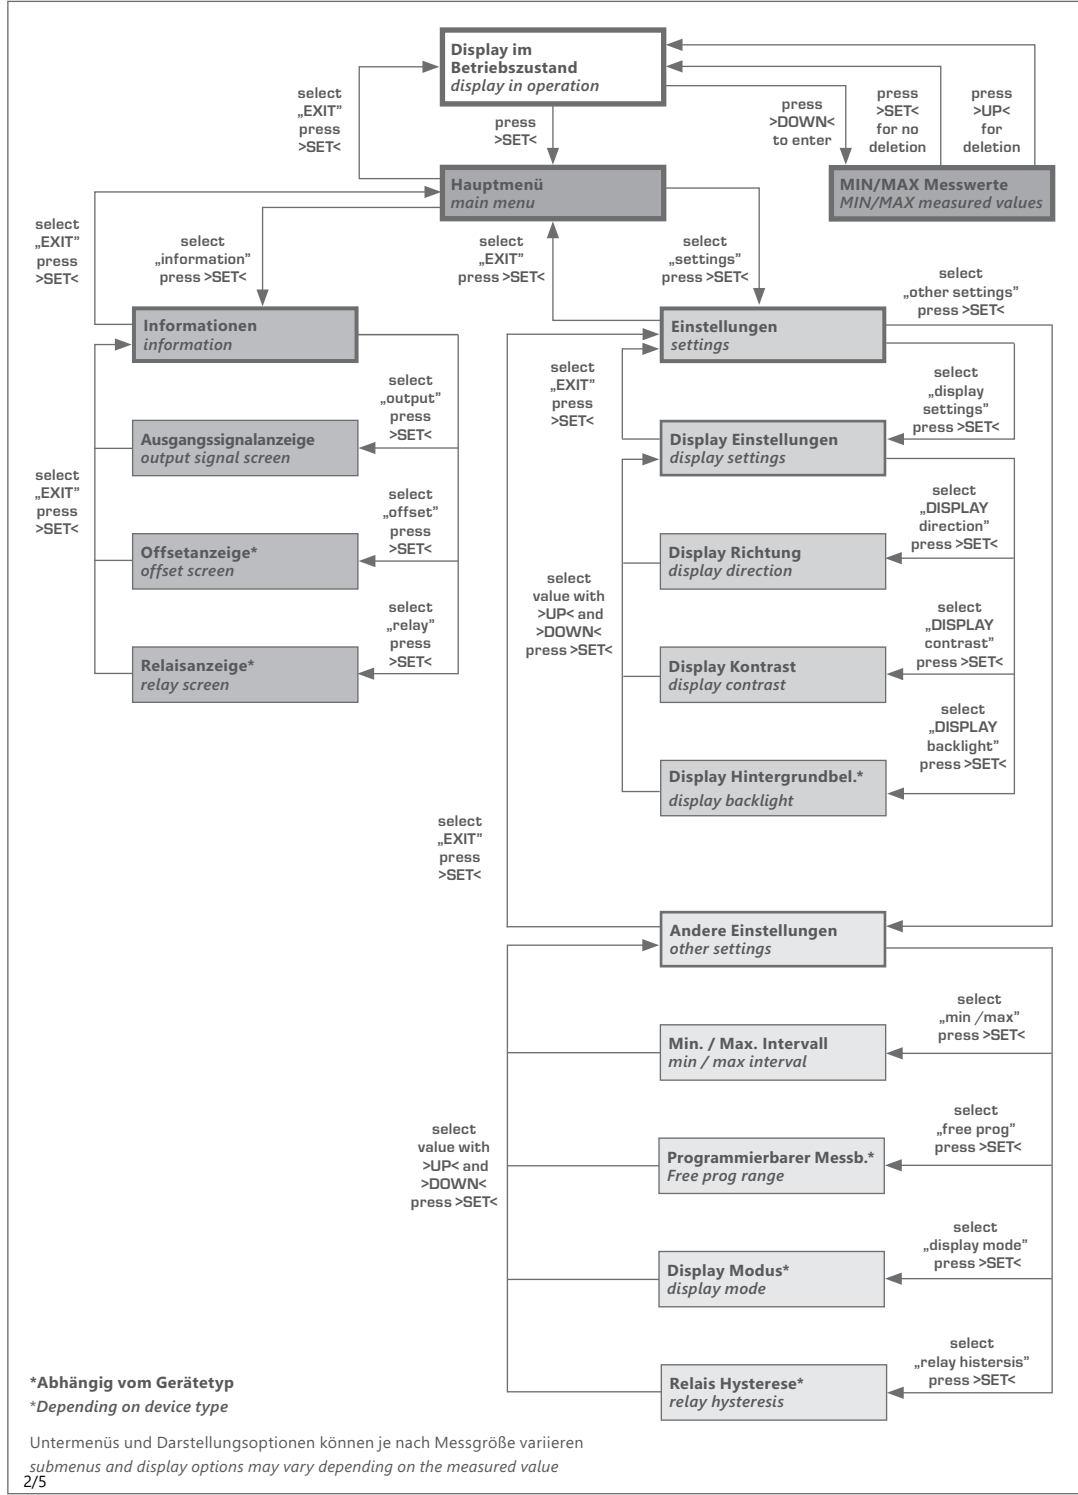 Display im
Betriebszustand
display in operation
select
„EXIT”
press
>SET<
press
>SET<
press
>DOWN<
to enter
press
>SET<
for no
deletion
press
>UP<
for
deletion
Hauptmenü
main menu
MIN/MAX Messwerte
MIN/MAX measured values
select
„EXIT”
press
>SET<
select
„information”
press >SET<
select
„EXIT”
press >SET<
select
„settings”
press >SET<
select
„other settings”
press >SET<
Informationen
information
Einstellungen
settings
select
„output”
press
>SET<
select
„EXIT”
press
>SET<
select
„display
settings”
press >SET<
Ausgangssignalanzeige
output signal screen
Display Einstellungen
display settings
select
„EXIT”
press
>SET<
select
„offset”
press
>SET<
select
„DISPLAY
direction”
press >SET<
Offsetanzeige*
offset screen
Display Richtung
display direction
select
value with
>UP< and
>DOWN<
press >SET<
select
„relay”
press
>SET<
select
„DISPLAY
contrast”
press >SET<
Relaisanzeige*
relay screen
Display Kontrast
display contrast
select
„DISPLAY
backlight”
press >SET<
Display Hintergrundbel.*
display backlight
select
„EXIT”
press
>SET<
Andere Einstellungen
other settings
select
„min /max”
press >SET<
Min. / Max. Intervall
min / max interval
select
„free prog”
press >SET<
select
value with
>UP< and
>DOWN<
press >SET<
Programmierbarer Messb.*
Free prog range
select
„display mode”
press >SET<
Display Modus*
display mode
select
„relay histersis”
press >SET<
Relais Hysterese*
relay hysteresis
*Abhängig vom Gerätetyp
*Depending on device type
Untermenüs und Darstellungsoptionen können je nach Messgröße variieren
submenus and display options may vary depending on the measured value
2/5